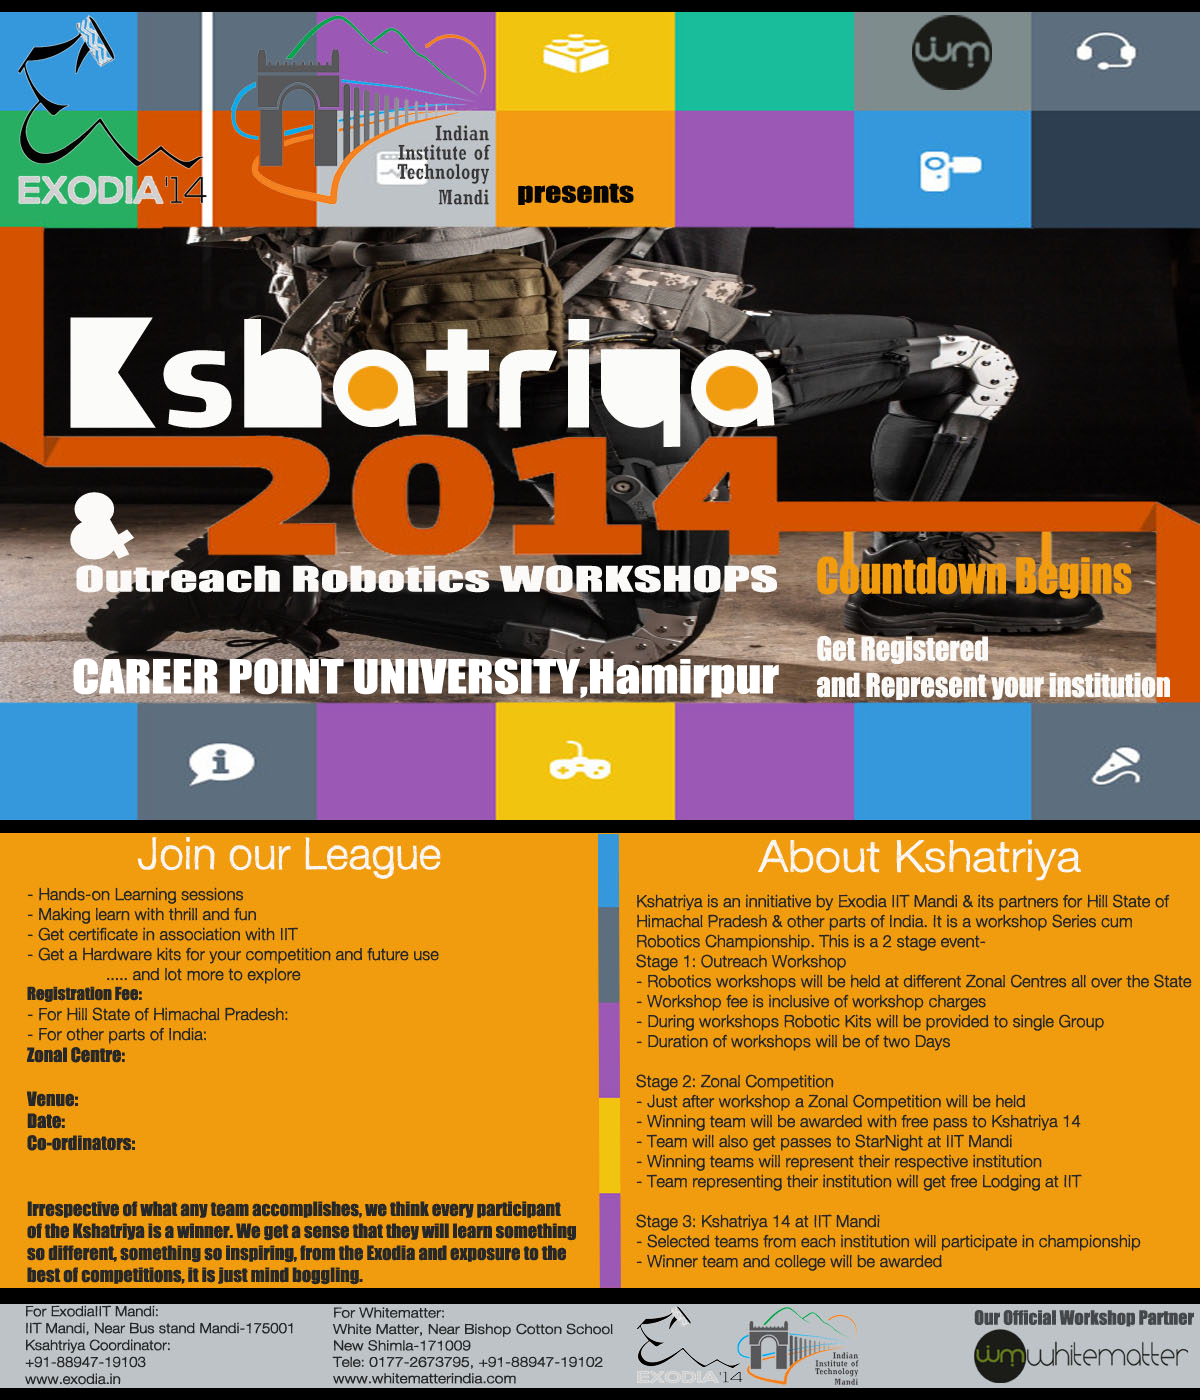 EXODIA'14
Indian
Institute of
Technology
Mandi
presents
wm
Kshatriya
2014
&
Outreach Robotics WORKSHOPS
CAREER POINT UNIVERSITY,Hamirpur
Countdown Begins
Get Registered
and Represent your institution
Join our League
- Hands-on Learning sessions
- Making learn with thrill and fun
- Get certificate in association with IIT
- Get a Hardware kits for your competition and future use
..... and lot more to explore
Registration Fee:
- For Hill State of Himachal Pradesh:
- For other parts of India:
Zonal Centre:
Venue:
Date:
Co-ordinators:
Irrespective of what any team accomplishes, we think every participant
of the Kshatriya is a winner. We get a sense that they will learn something
so different, something so inspiring, from the Exodia and exposure to the
best of competitions, it is just mind boggling.
About Kshatriya
Kshatriya is an innitiative by Exodia IIT Mandi & its partners for Hill State of
Himachal Pradesh & other parts of India. It is a workshop Series cum
Robotics Championship. This is a 2 stage event-
Stage 1: Outreach Workshop
- Robotics workshops will be held at different Zonal Centres all over the State
- Workshop fee is inclusive of workshop charges
- During workshops Robotic Kits will be provided to single Group
- Duration of workshops will be of two Days
Stage 2: Zonal Competition
- Just after workshop a Zonal Competition will be held
- Winning team will be awarded with free pass to Kshatriya 14
- Team will also get passes to StarNight at IIT Mandi
- Winning teams will represent their respective institution
- Team representing their institution will get free Lodging at IIT
Stage 3: Kshatriya 14 at IIT Mandi
- Selected teams from each institution will participate in championship
- Winner team and college will be awarded
For ExodiaIIT Mandi:
IIT Mandi, Near Bus stand Mandi-175001
Ksahtriya Coordinator:
+91-88947-19103
www.exodia.in
For Whitematter:
White Matter, Near Bishop Cotton School
New Shimla-171009
Tele: 0177-2673795, +91-88947-19102
www.whitematterindia.com
EXODIA'14
Indian
Institute of
Technology
Mandi
Our Official Workshop Partner
wm whitematter